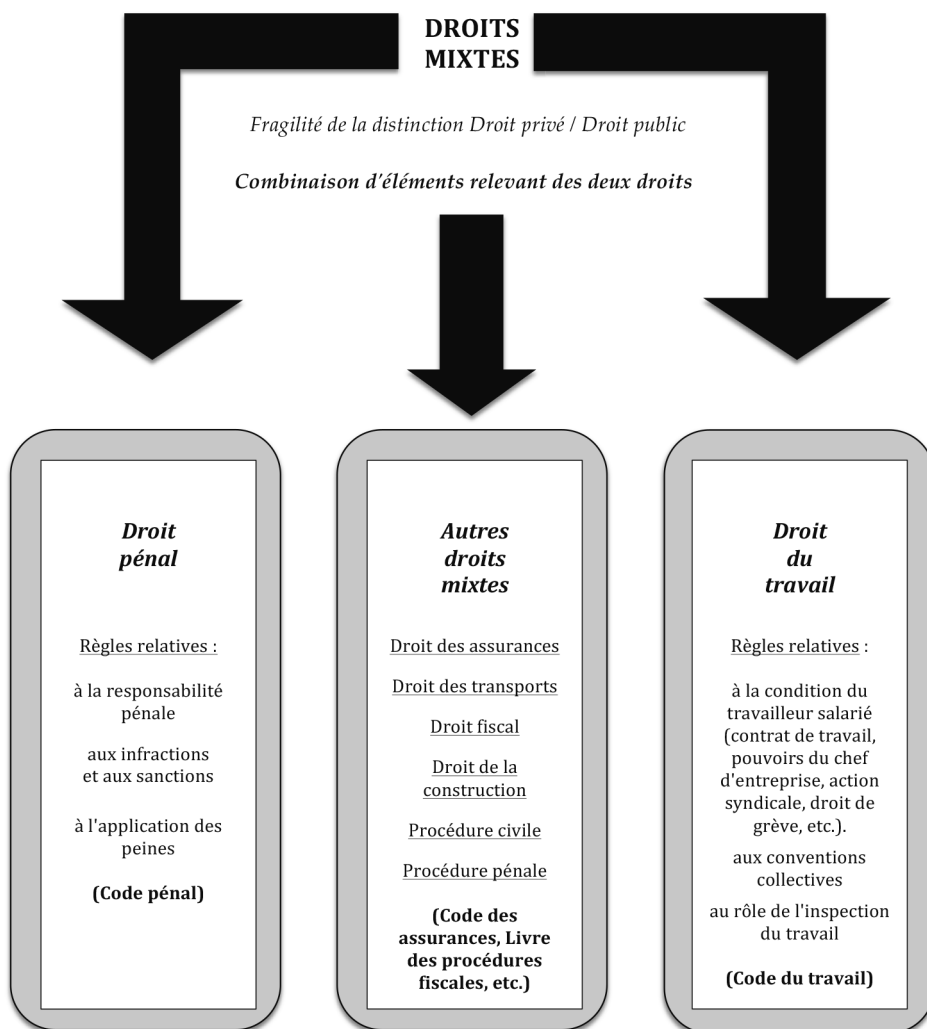 DROITS
MIXTES
Fragilité de la distinction Droit privé / Droit public
Combinaison d'éléments relevant des deux droits
Droit
pénal
Règles relatives :
à la responsabilité
pénale
aux infractions
et aux sanctions
à l'application des
peines
(Code pénal)
Autres
droits
mixtes
Droit des assurances
Droit des transports
Droit fiscal
Droit de la
construction
Procédure civile
Procédure pénale
(Code des
assurances, Livre
des procédures
fiscales, etc.)
Droit
du
travail
Règles relatives :
à la condition du
travailleur salarié
(contrat de travail,
pouvoirs du chef
d'entreprise, action
syndicale, droit de
grève, etc.).
aux conventions
collectives
au rôle de l'inspection
du travail
(Code du travail)